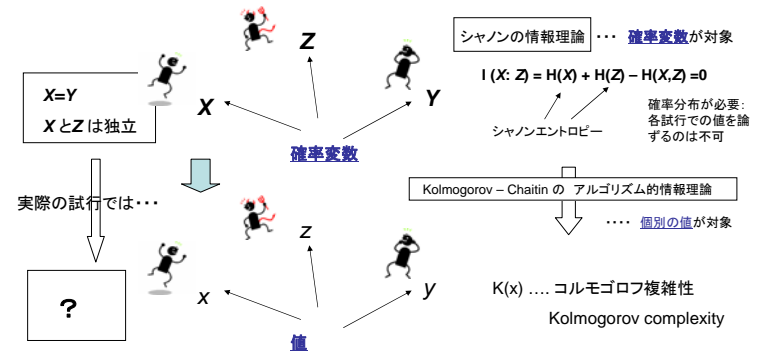 Z
シャノンの情報理論 ・・・ 確率変数が対象
X=Y
XとZは独立
X
Y
I (X: Z) = H(X) + H(Z) – H(X,Z) =0
シャノンエントロピー
確率分布が必要:
各試行での値を論
ずるのは不可
確率変数
実際の試行では・・・
Kolmogorov – Chaitin の アルゴリズム的情報理論
・・・・ 個別の値が対象
z
x
y
?
値
K(x) …. コルモゴロフ複雑性
Kolmogorov complexity